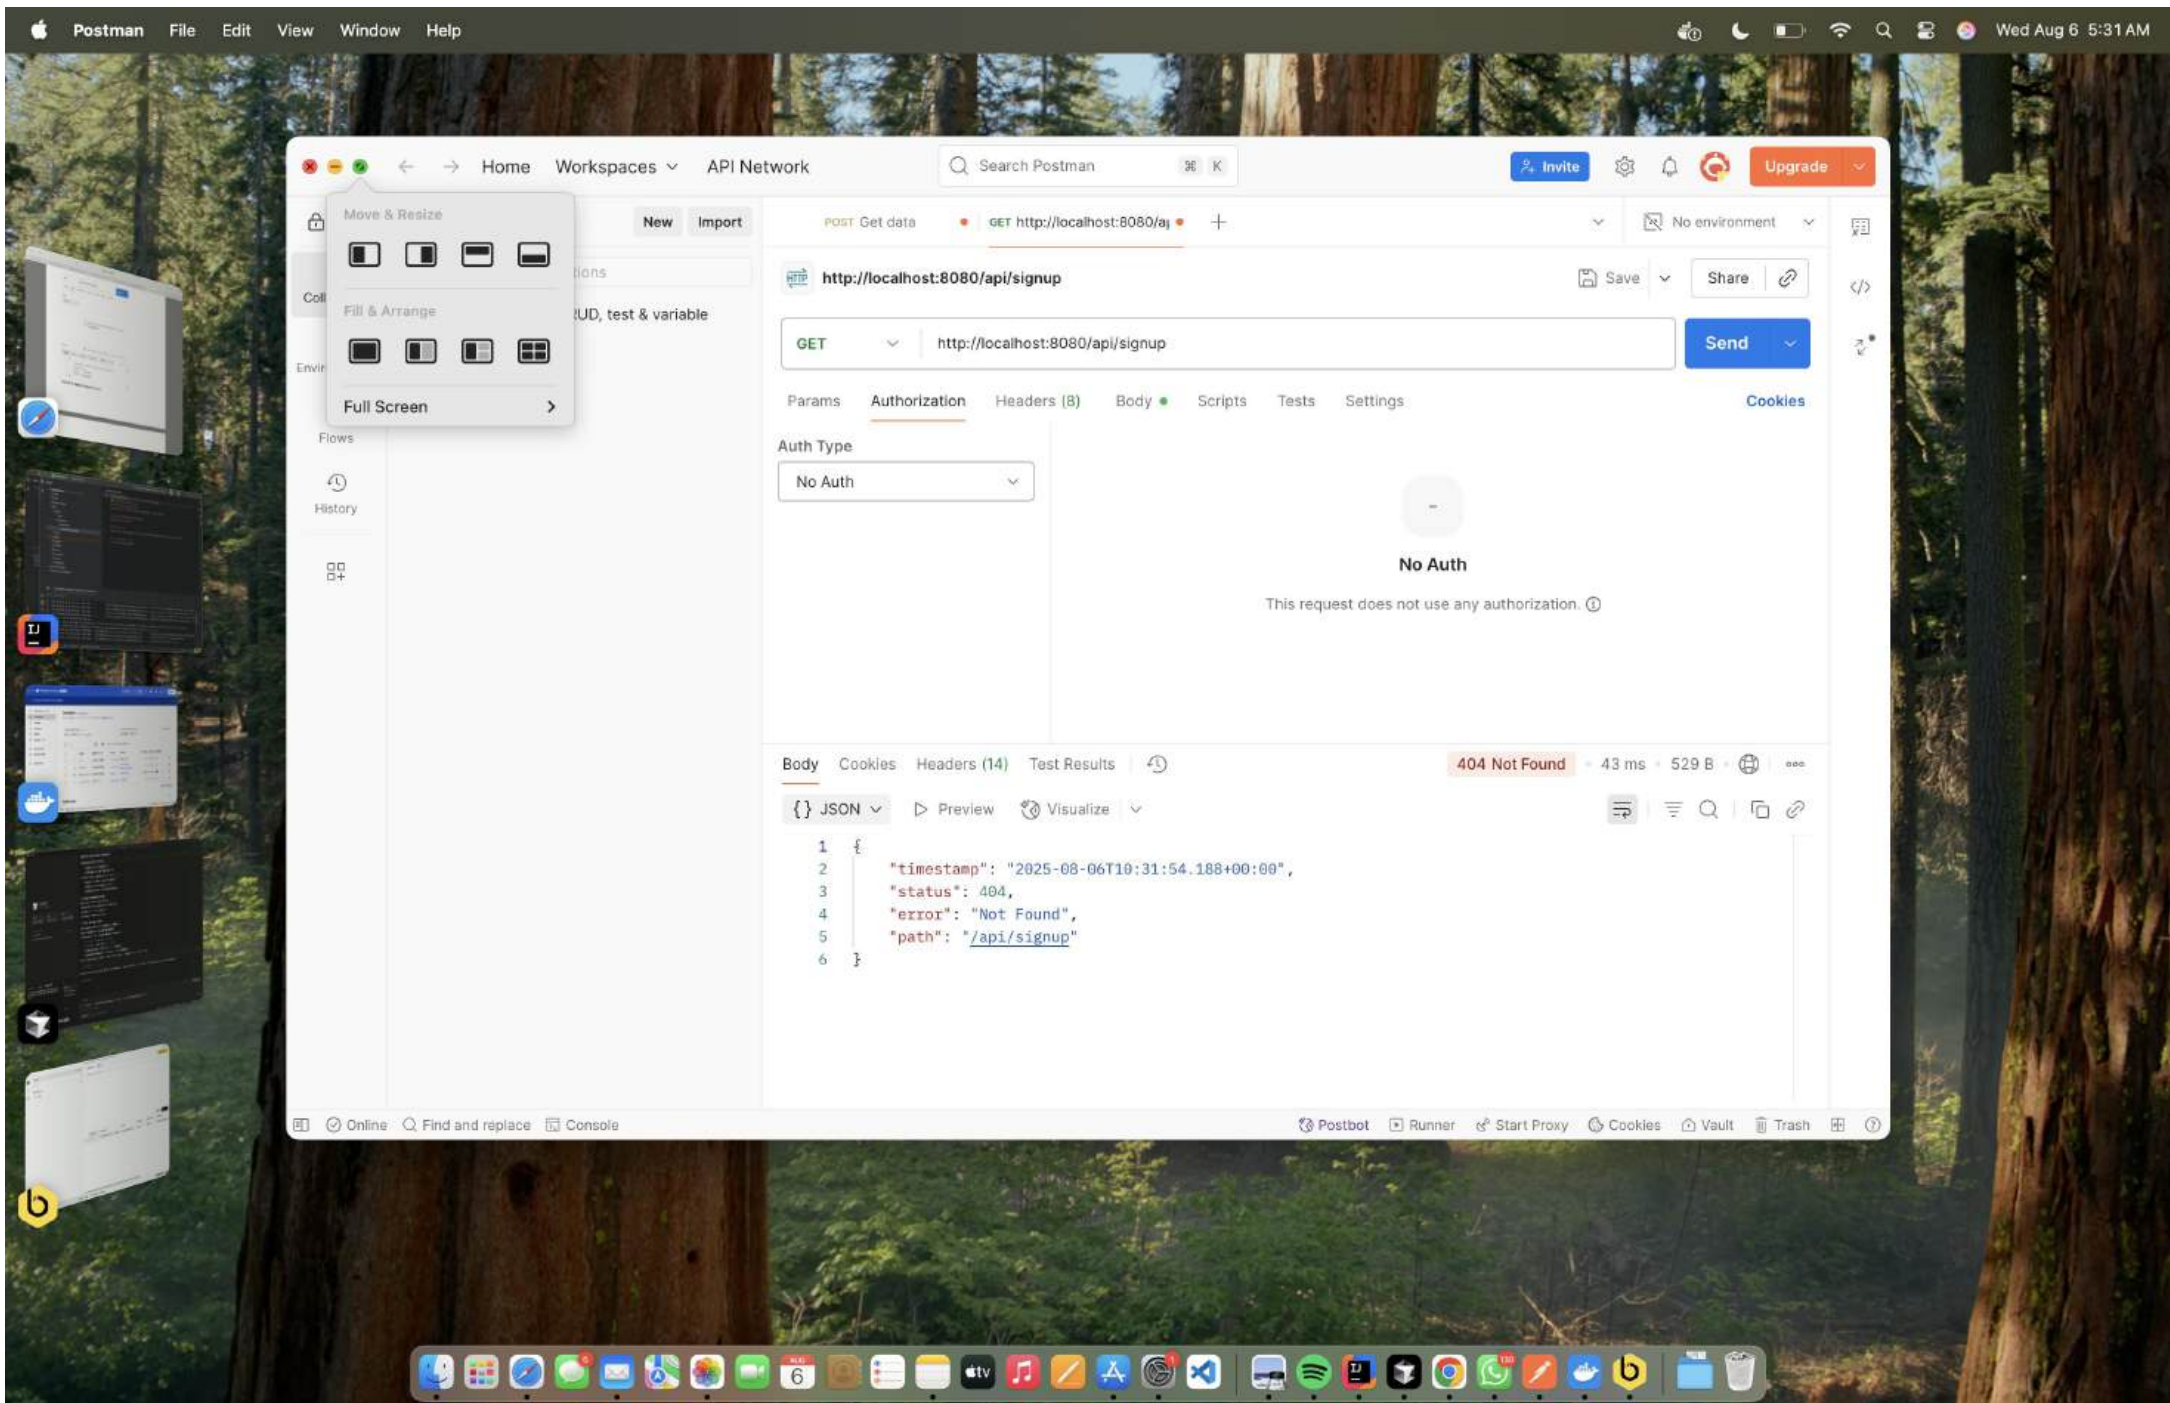 Postman File Edit View Window Help
Wed Aug 6 5:31 AM
Home Workspaces API Network
Search Postman ⌘ K
Invite
Upgrade
Move & Resize
Fill & Arrange
Full Screen
New Import
POST Get data
GET http://localhost:8080/a
No environment
http://localhost:8080/api/signup
Save
Share
Coll
tions
UD, test & variable
Envir
Flows
History
GET http://localhost:8080/api/signup
Send
Params Authorization Headers (8) Body Scripts Tests Settings
Cookies
Auth Type
No Auth
No Auth
This request does not use any authorization.
Body Cookies Headers (14) Test Results
404 Not Found 43 ms 529 B
{} JSON Preview Visualize
1 {
2 "timestamp": "2025-08-06T10:31:54.188+00:00",
3 "status": 404,
4 "error": "Not Found",
5 "path": "/api/signup"
6 }
Online Find and replace Console
Postbot Runner Start Proxy Cookies Vault Trash
AUG
6
tv